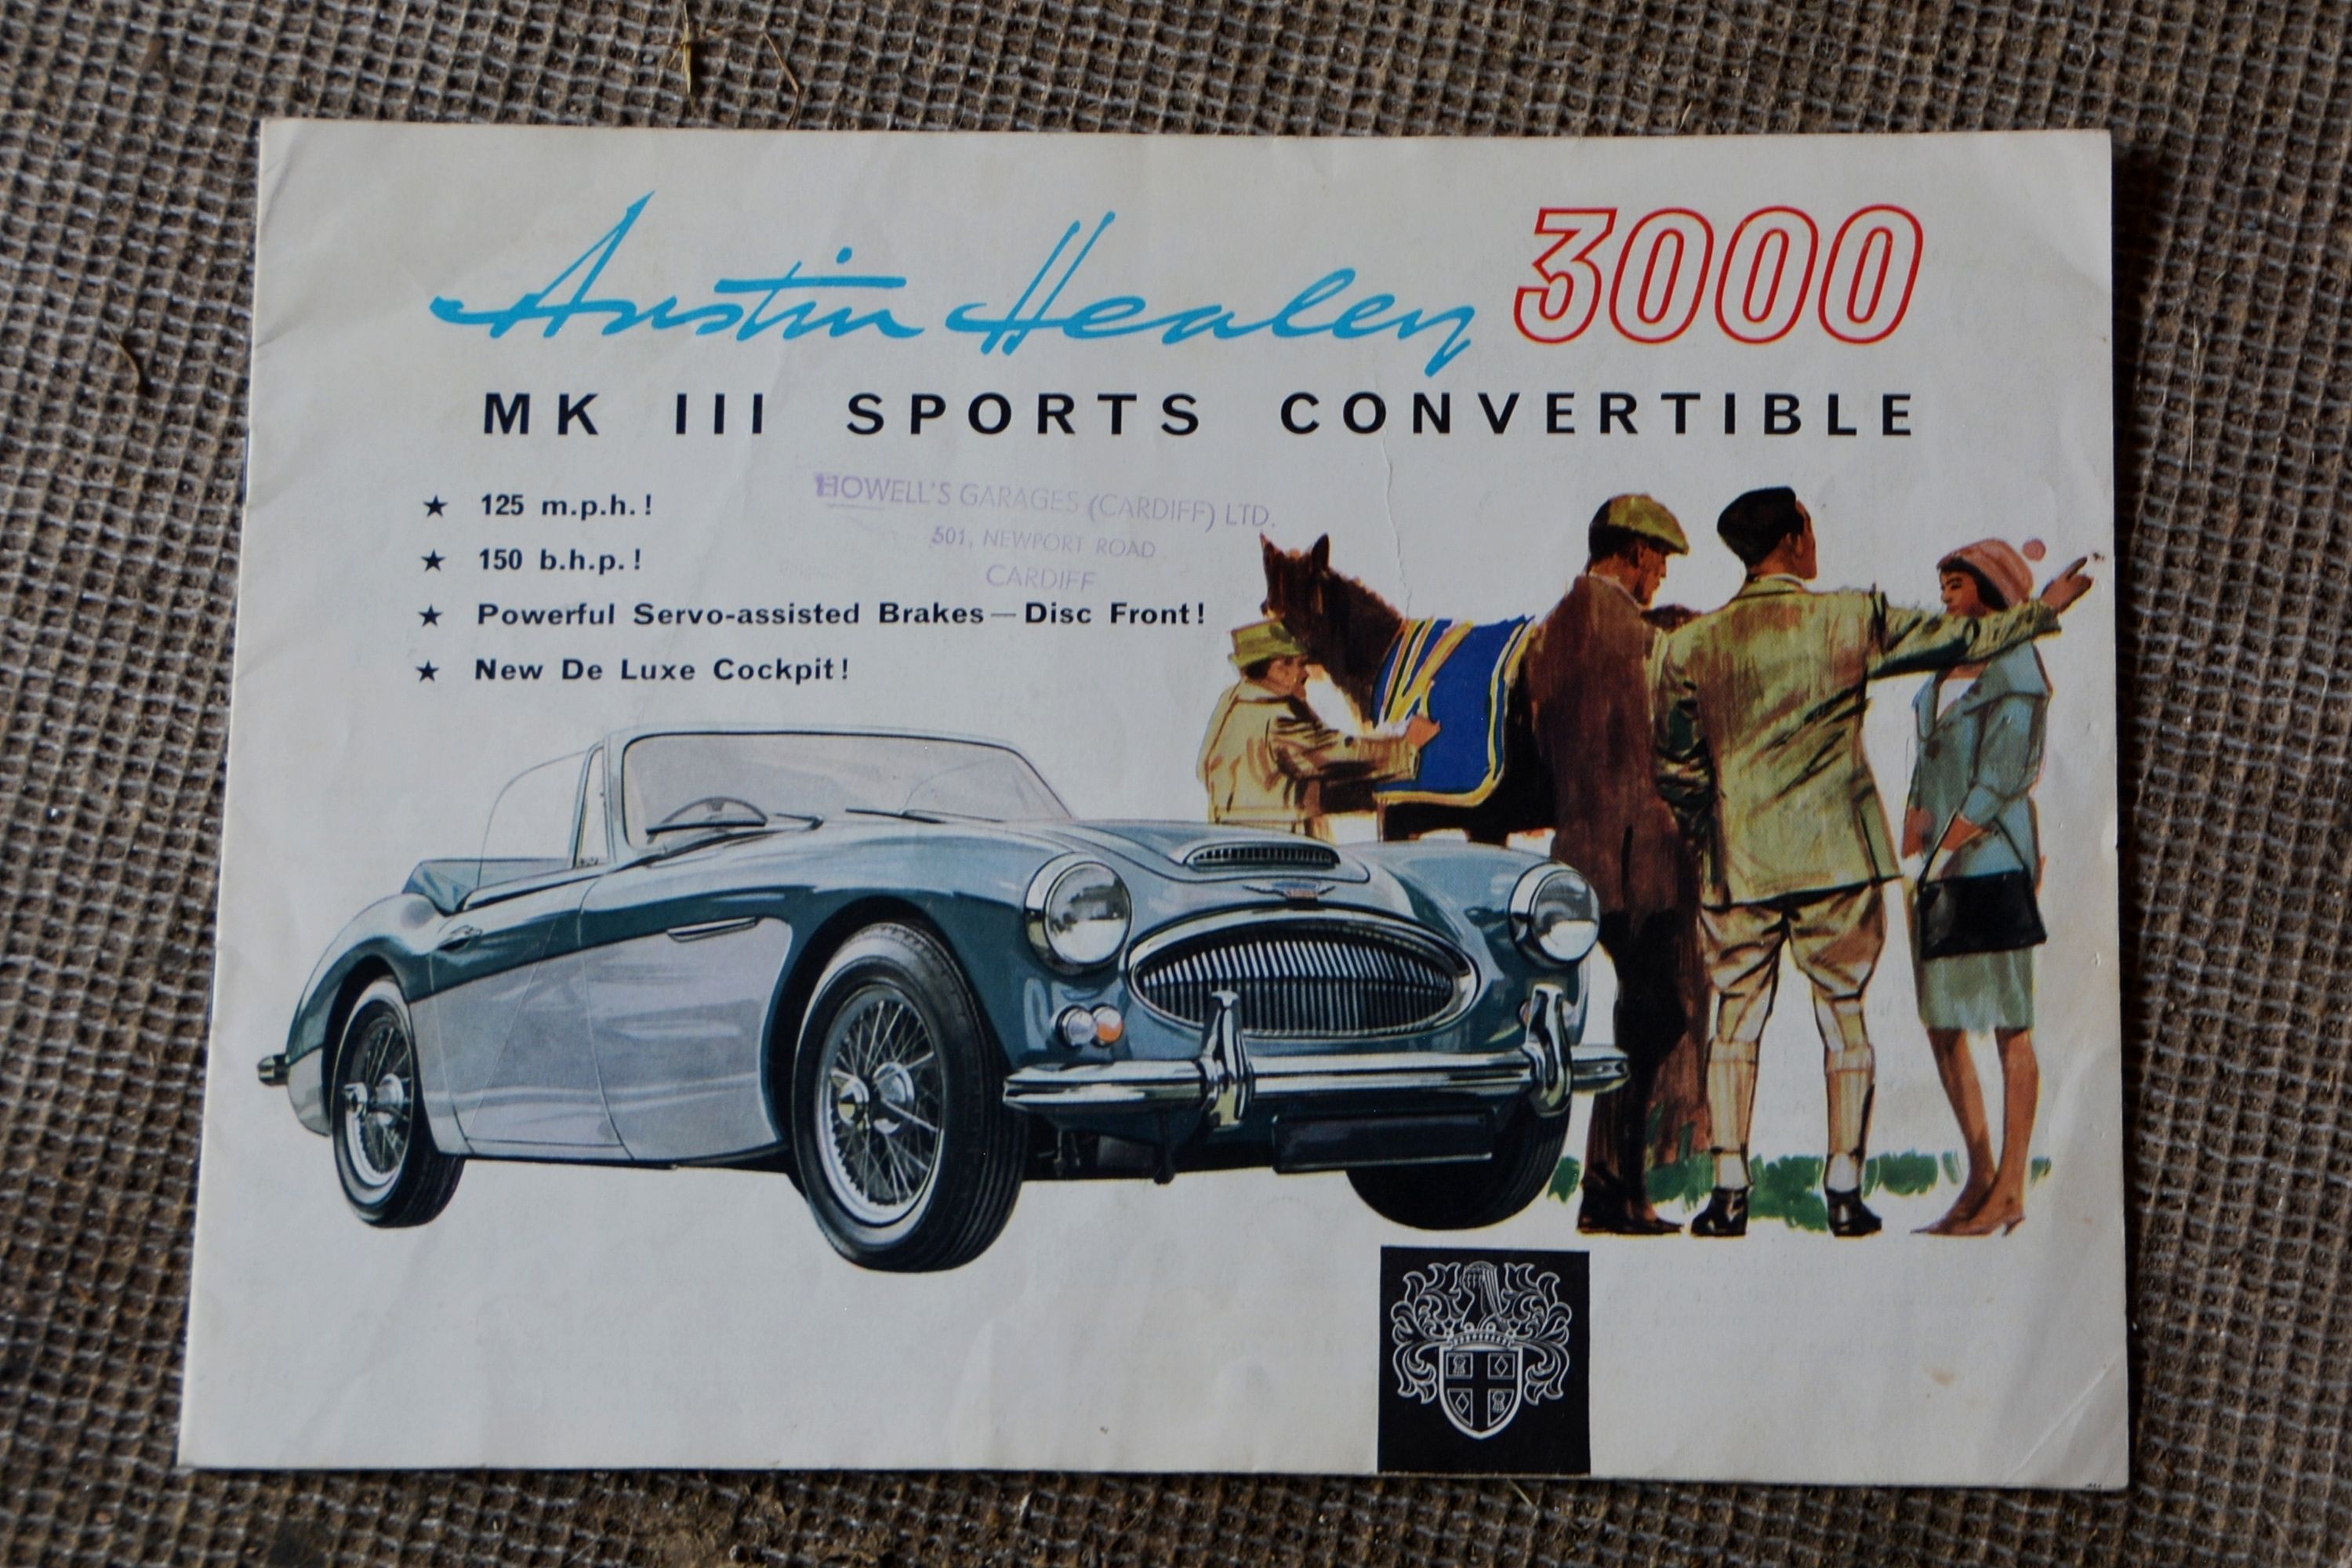 Austin Healey 3000
MK III SPORTS CONVERTIBLE
★ 125 m.p.h.!
★ 150 b.h.p.!
★ Powerful Servo-assisted Brakes—Disc Front!
★ New De Luxe Cockpit!
HOWELL'S GARAGES (CARDIFF) LTD.
501, NEWPORT ROAD
CARDIFF